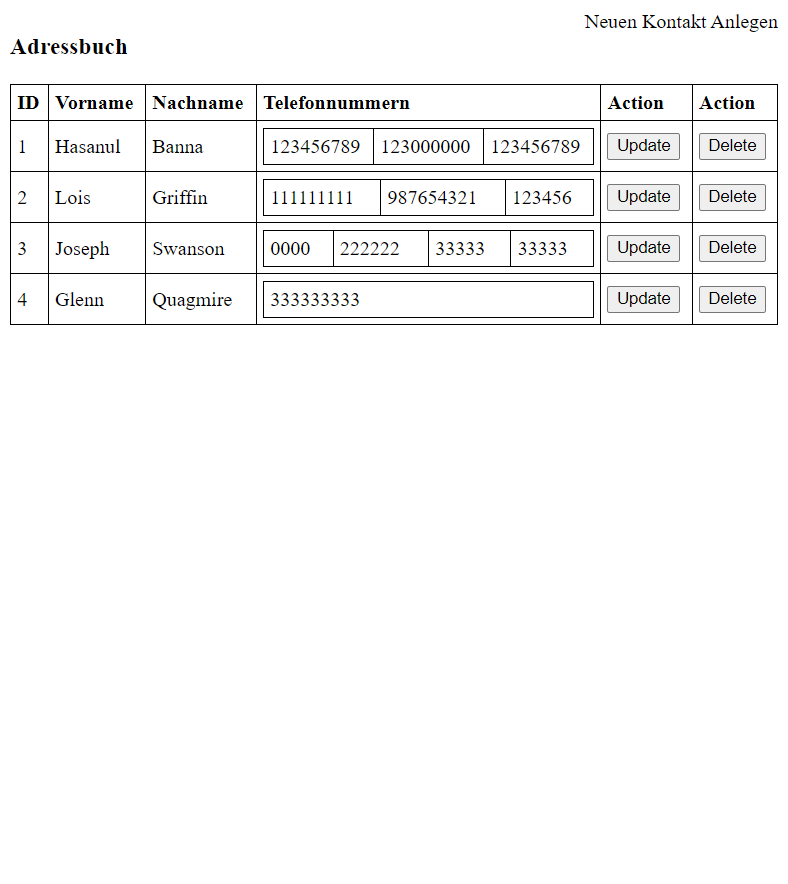 Neuen Kontakt Anlegen
Adressbuch
ID Vorname Nachname Telefonnummern Action Action
1 Hasanul Banna 123456789 123000000 123456789 Update Delete
2 Lois Griffin 111111111 987654321 123456 Update Delete
3 Joseph Swanson 0000 222222 33333 33333 Update Delete
4 Glenn Quagmire 333333333 Update Delete